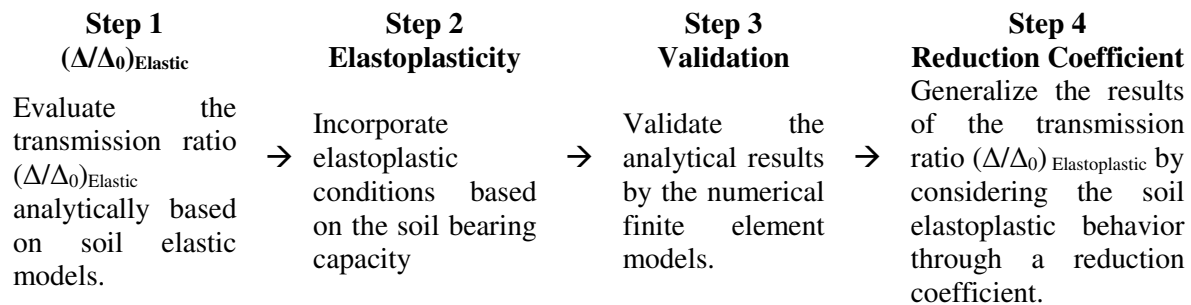 Step 1
(Δ/Δ0)Elastic
Evaluate the
transmission ratio
(Δ/Δ0)Elastic
analytically based
on soil elastic
models.
→
Step 2
Elastoplasticity
Incorporate
elastoplastic
conditions based
on the soil bearing
capacity
→
Step 3
Validation
Validate the
analytical results
by the numerical
finite element
models.
→
Step 4
Reduction Coefficient
Generalize the results
of the transmission
ratio (Δ/Δ0) Elastoplastic by
considering the soil
elastoplastic behavior
through a reduction
coefficient.